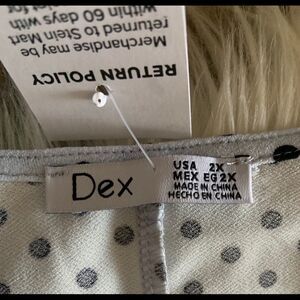 RETURN POLICY
Merchandise may be
returned to Stein Mart
within 60 days with
Dex
USA 2X
MEX EG 2X
MADE IN CHINA
HECHO EN CHINA